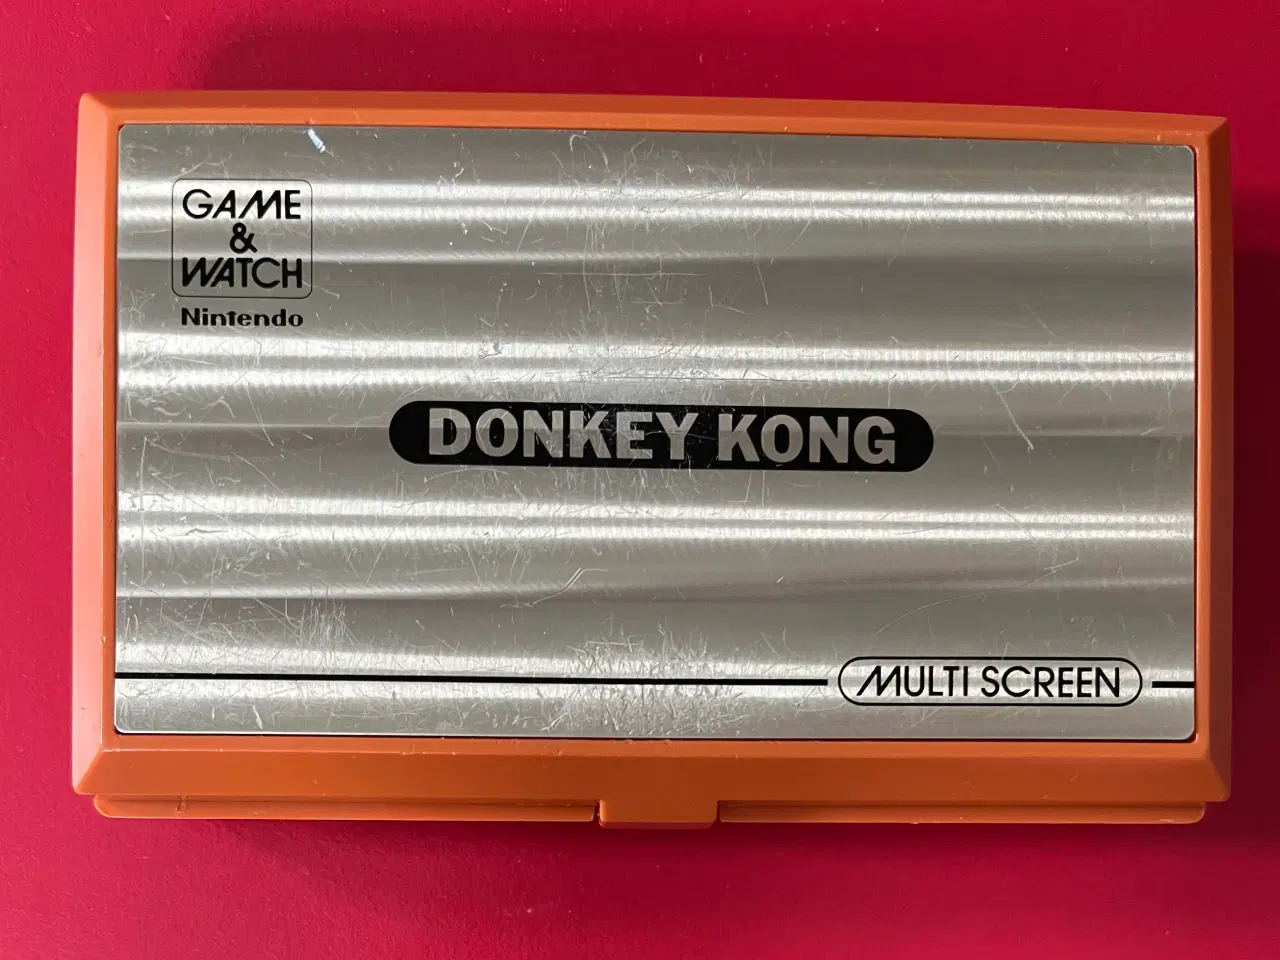 GAME
&
WATCH
Nintendo
DONKEY KONG
MULTI SCREEN